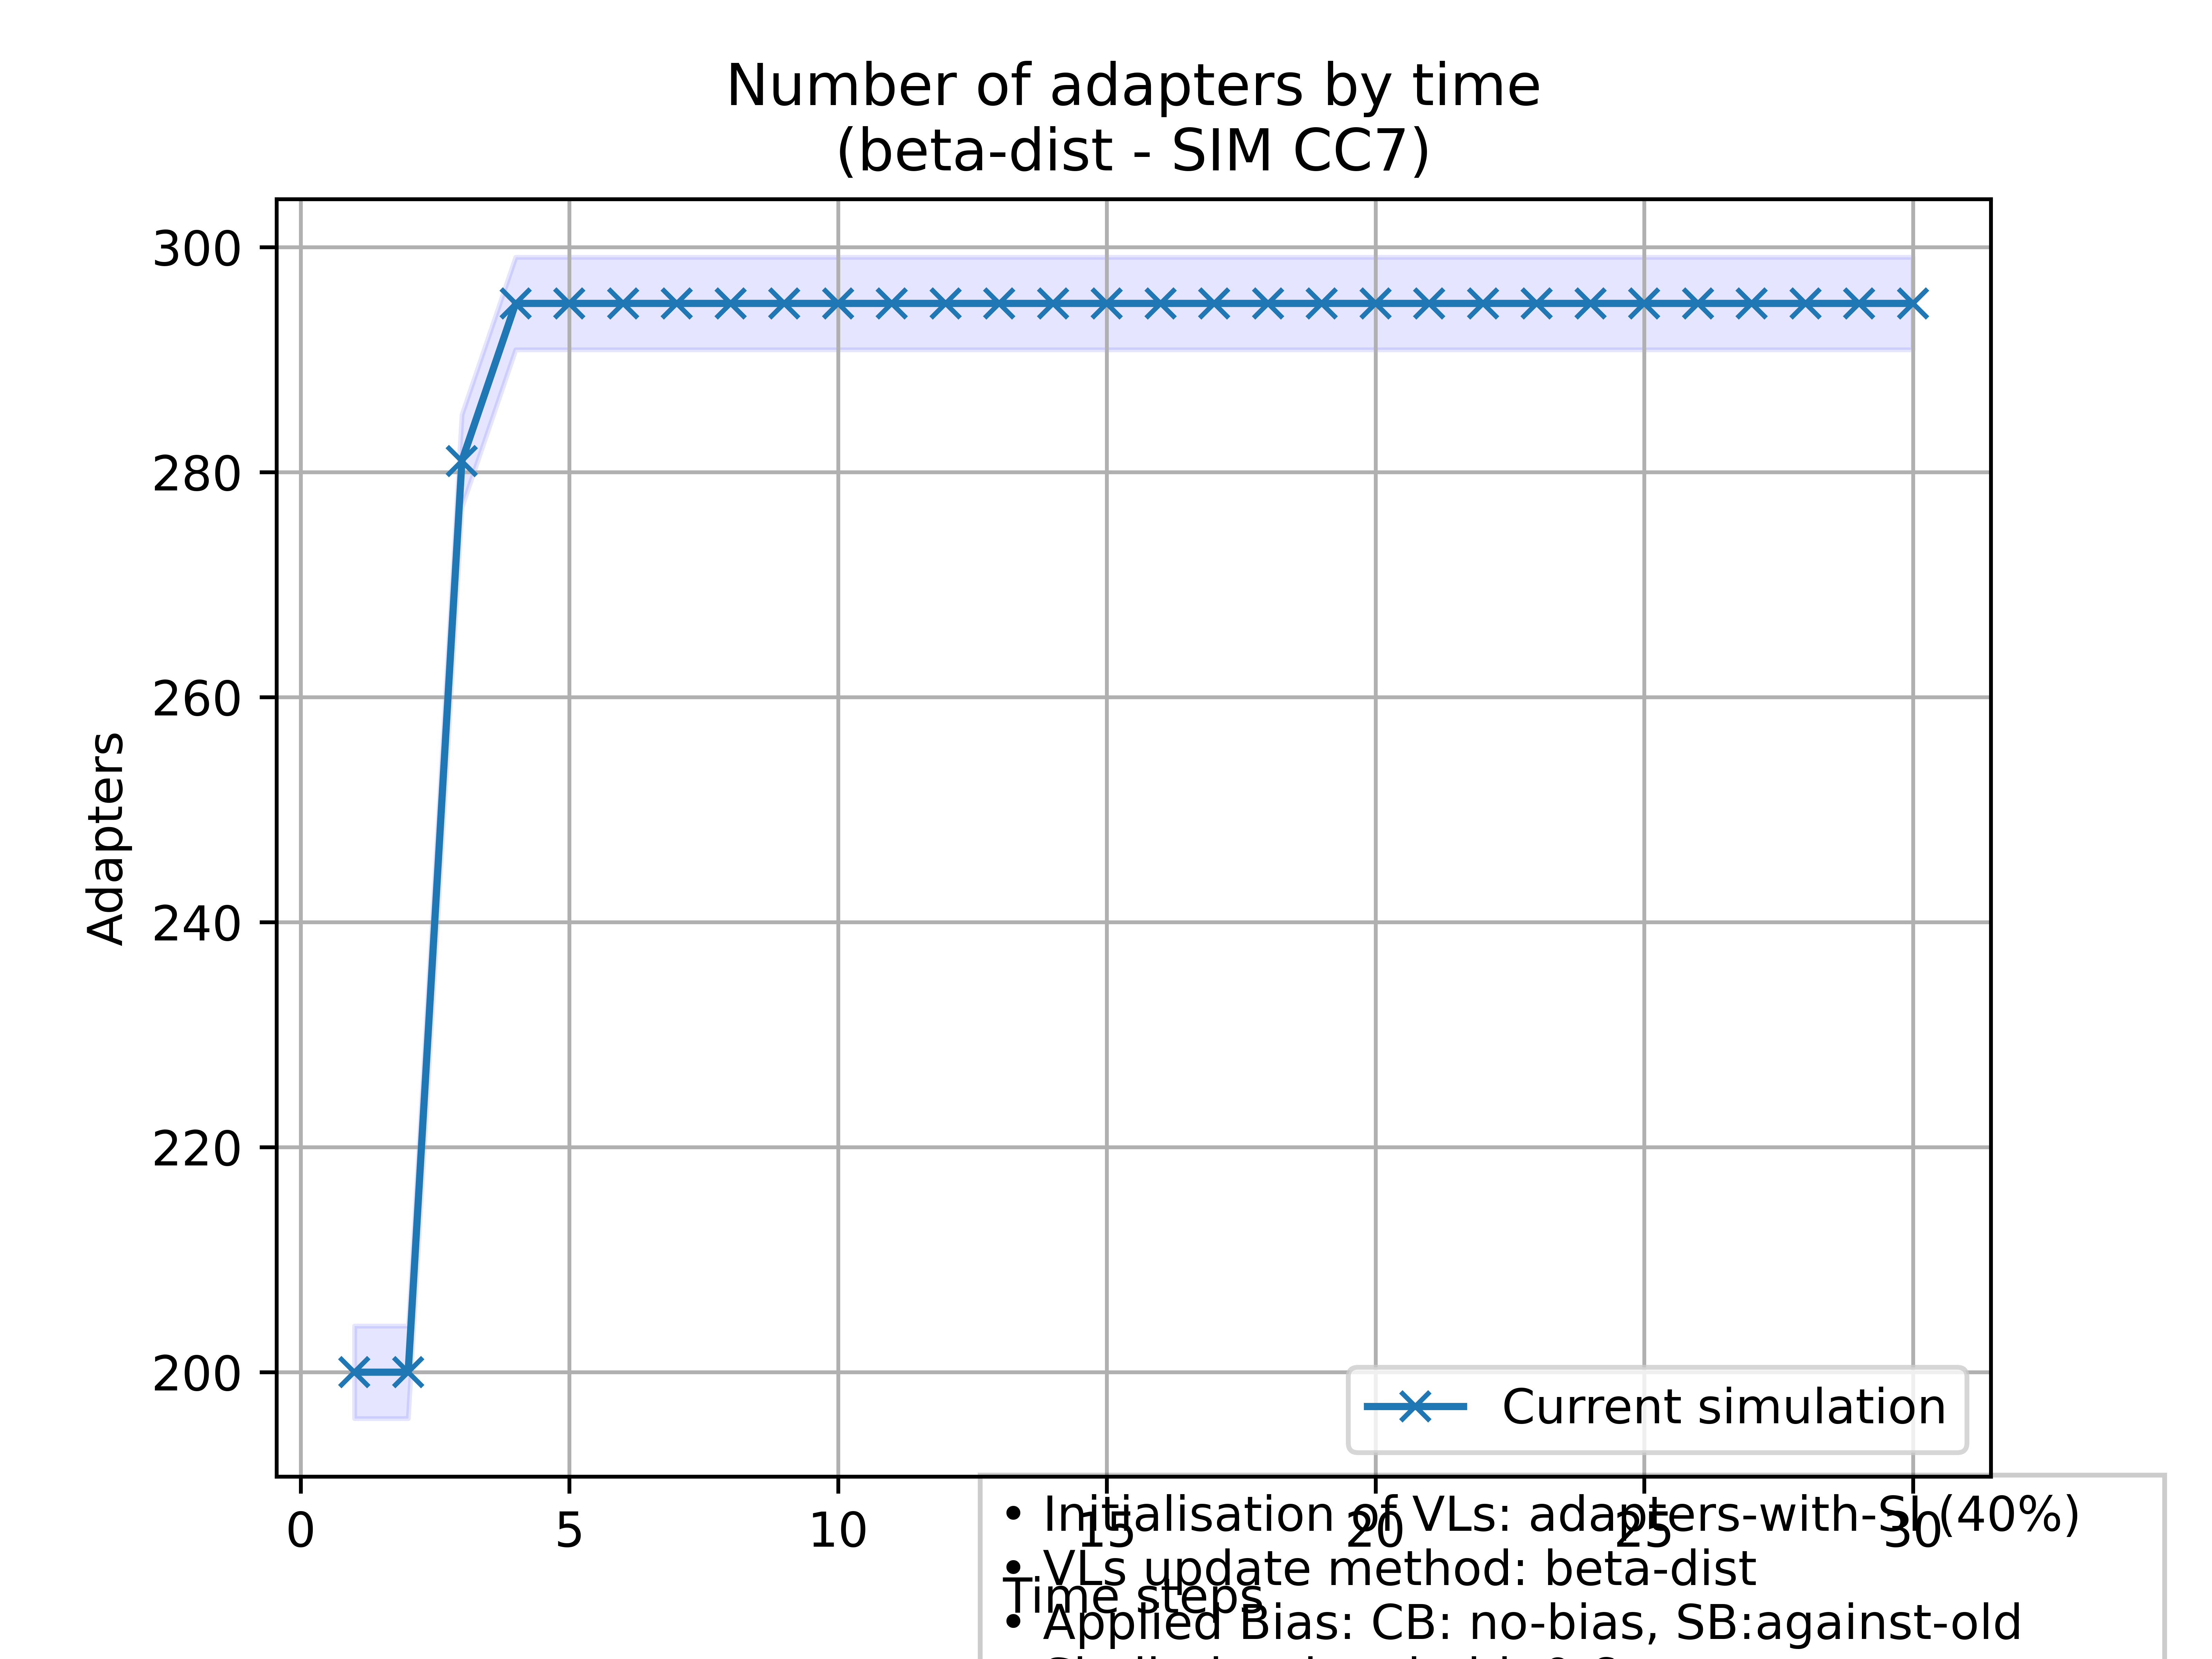 Number of adapters by time
(beta-dist - SIM CC7)
Adapters
300
280
260
240
220
200
Current simulation
0 5 10 15 20 25 30
Time steps
• Initialisation of VLs: adapters-with-SI (40%)
• VLs update method: beta-dist
• Applied Bias: CB: no-bias, SB:against-old